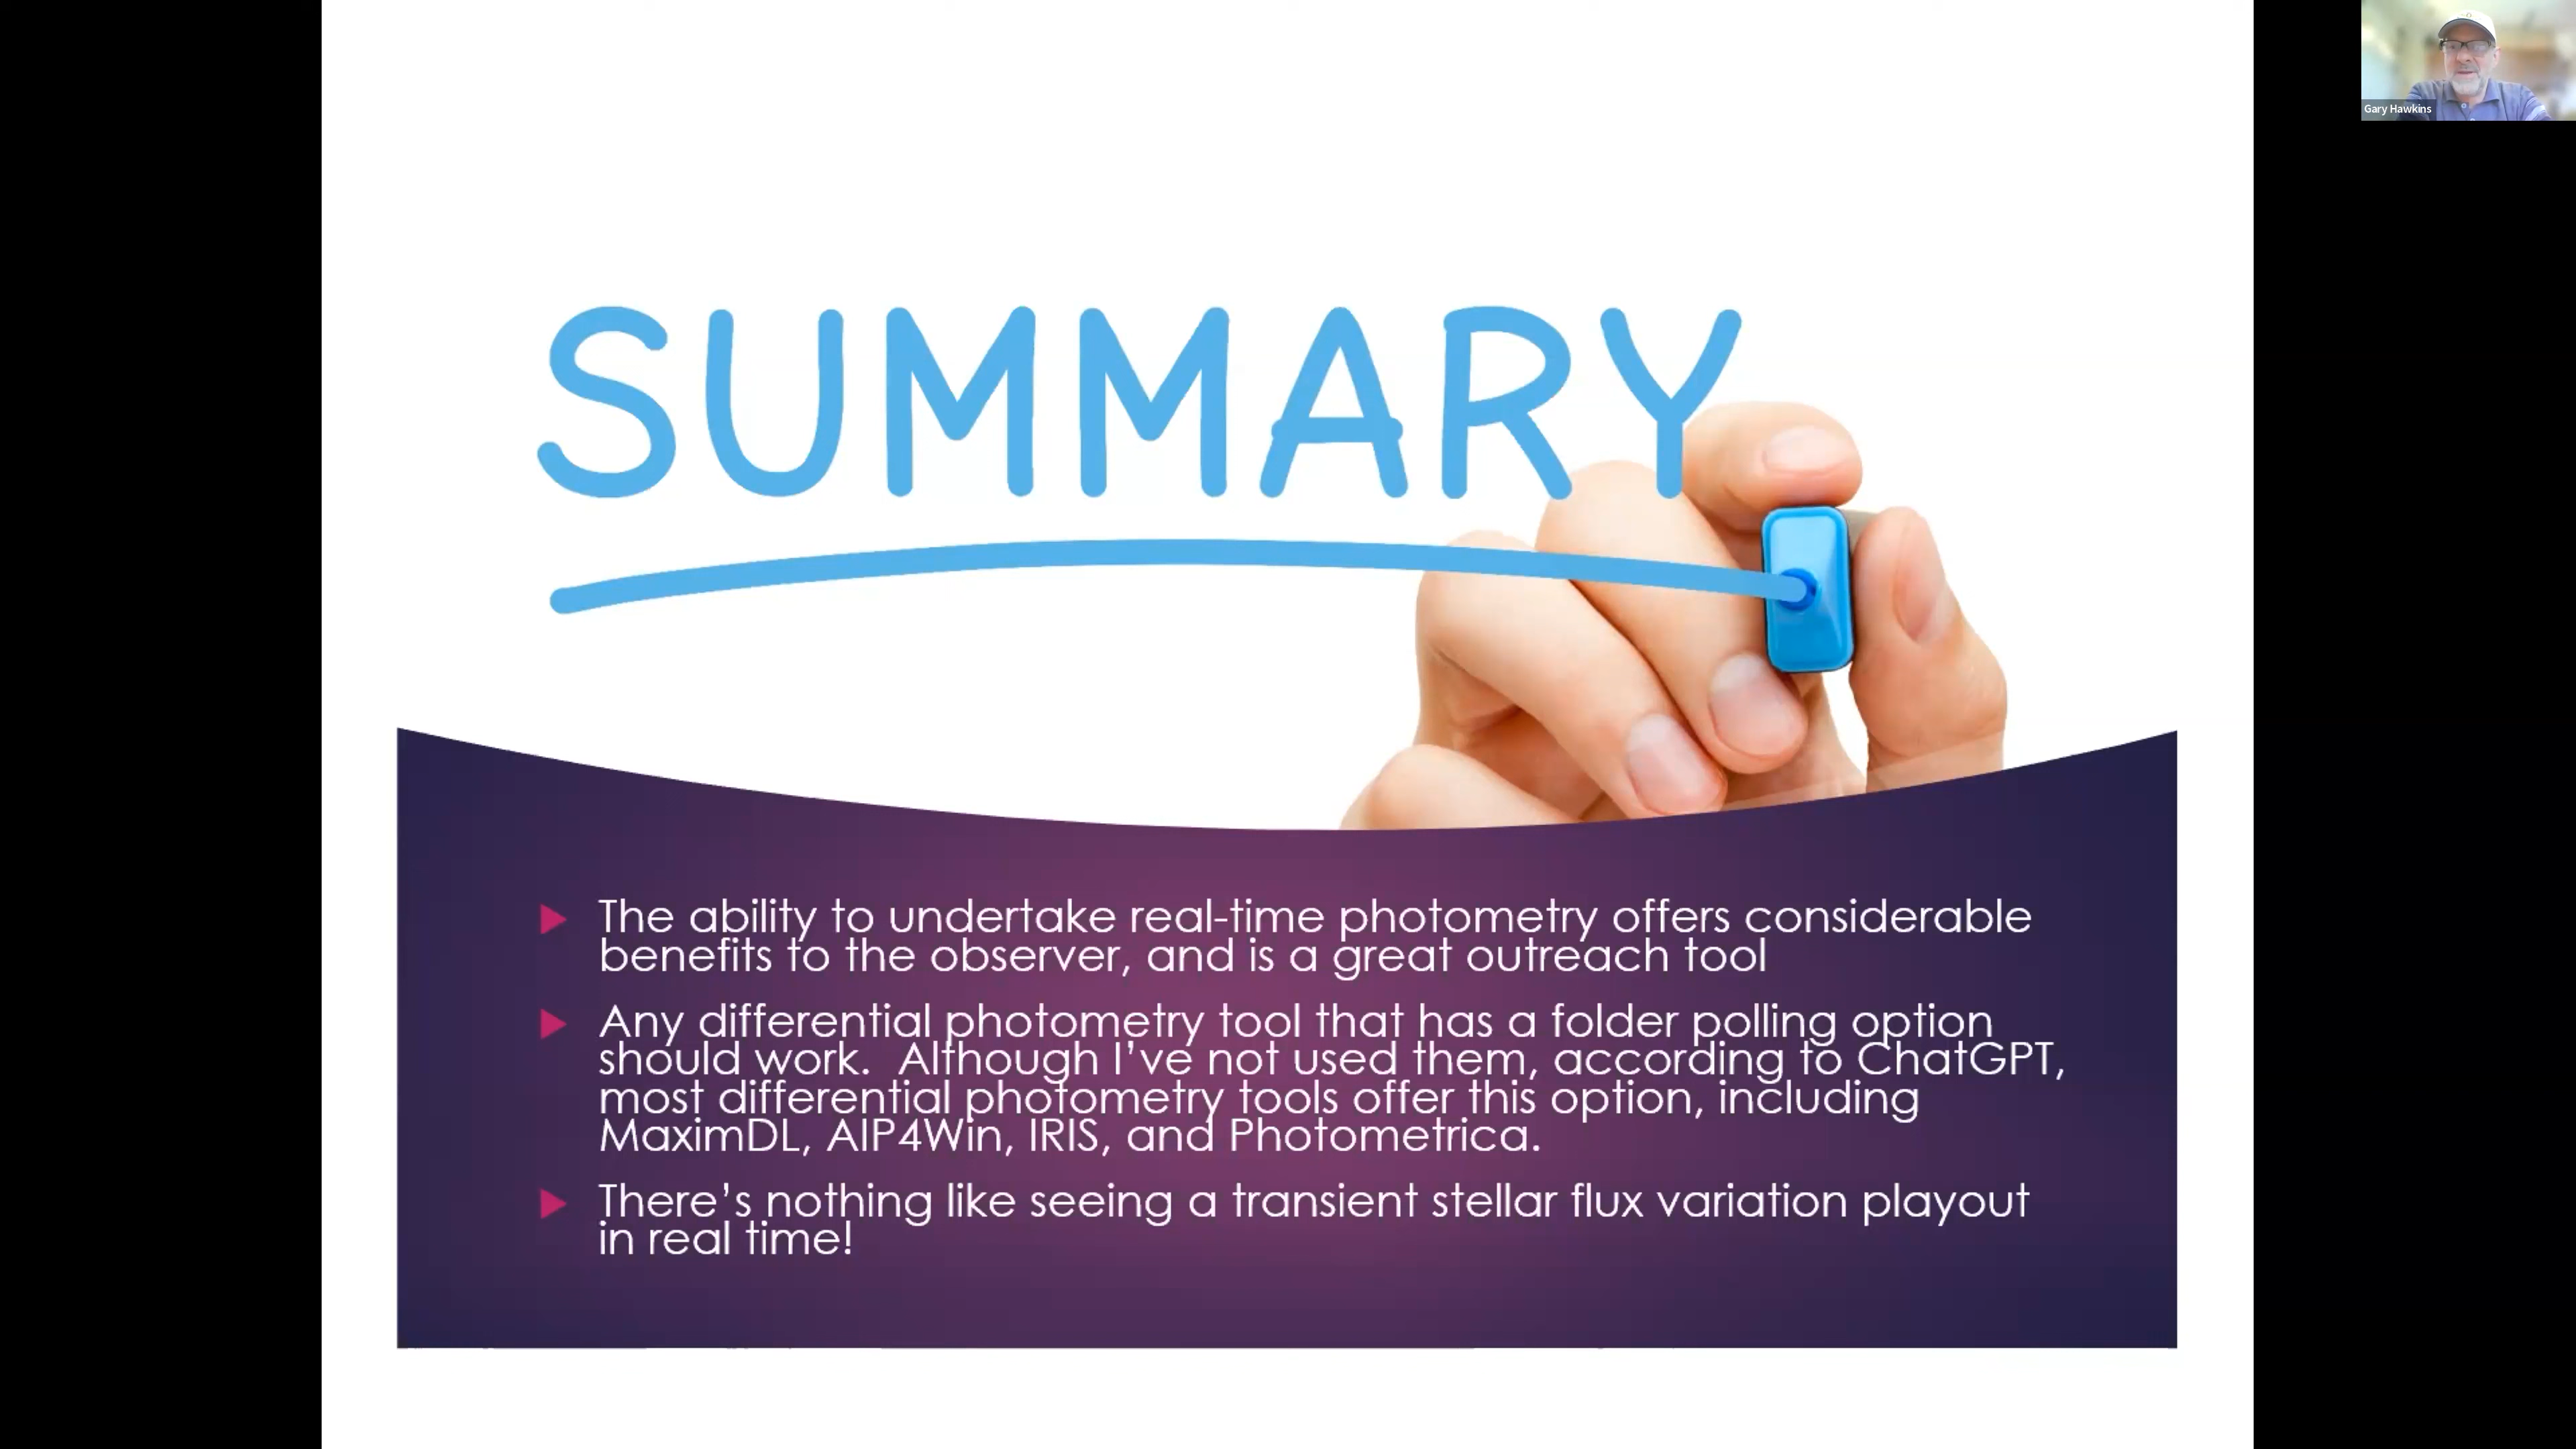 Gary Hawkins
SUMMARY
The ability to undertake real-time photometry offers considerable
benefits to the observer, and is a great outreach tool
Any differential photometry tool that has a folder polling option
should work.  Although I’ve not used them, according to ChatGPT,
most differential photometry tools offer this option, including
MaximDL, AIP4Win, IRIS, and Photometrica.
There’s nothing like seeing a transient stellar flux variation playout
in real time!